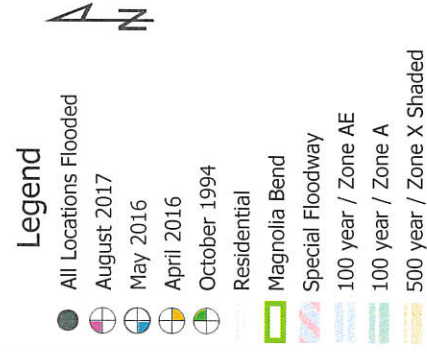 N
Legend
All Locations Flooded
August 2017
May 2016
April 2016
October 1994
Residential
Magnolia Bend
Special Floodway
100 year / Zone AE
100 year / Zone A
500 year / Zone X Shaded